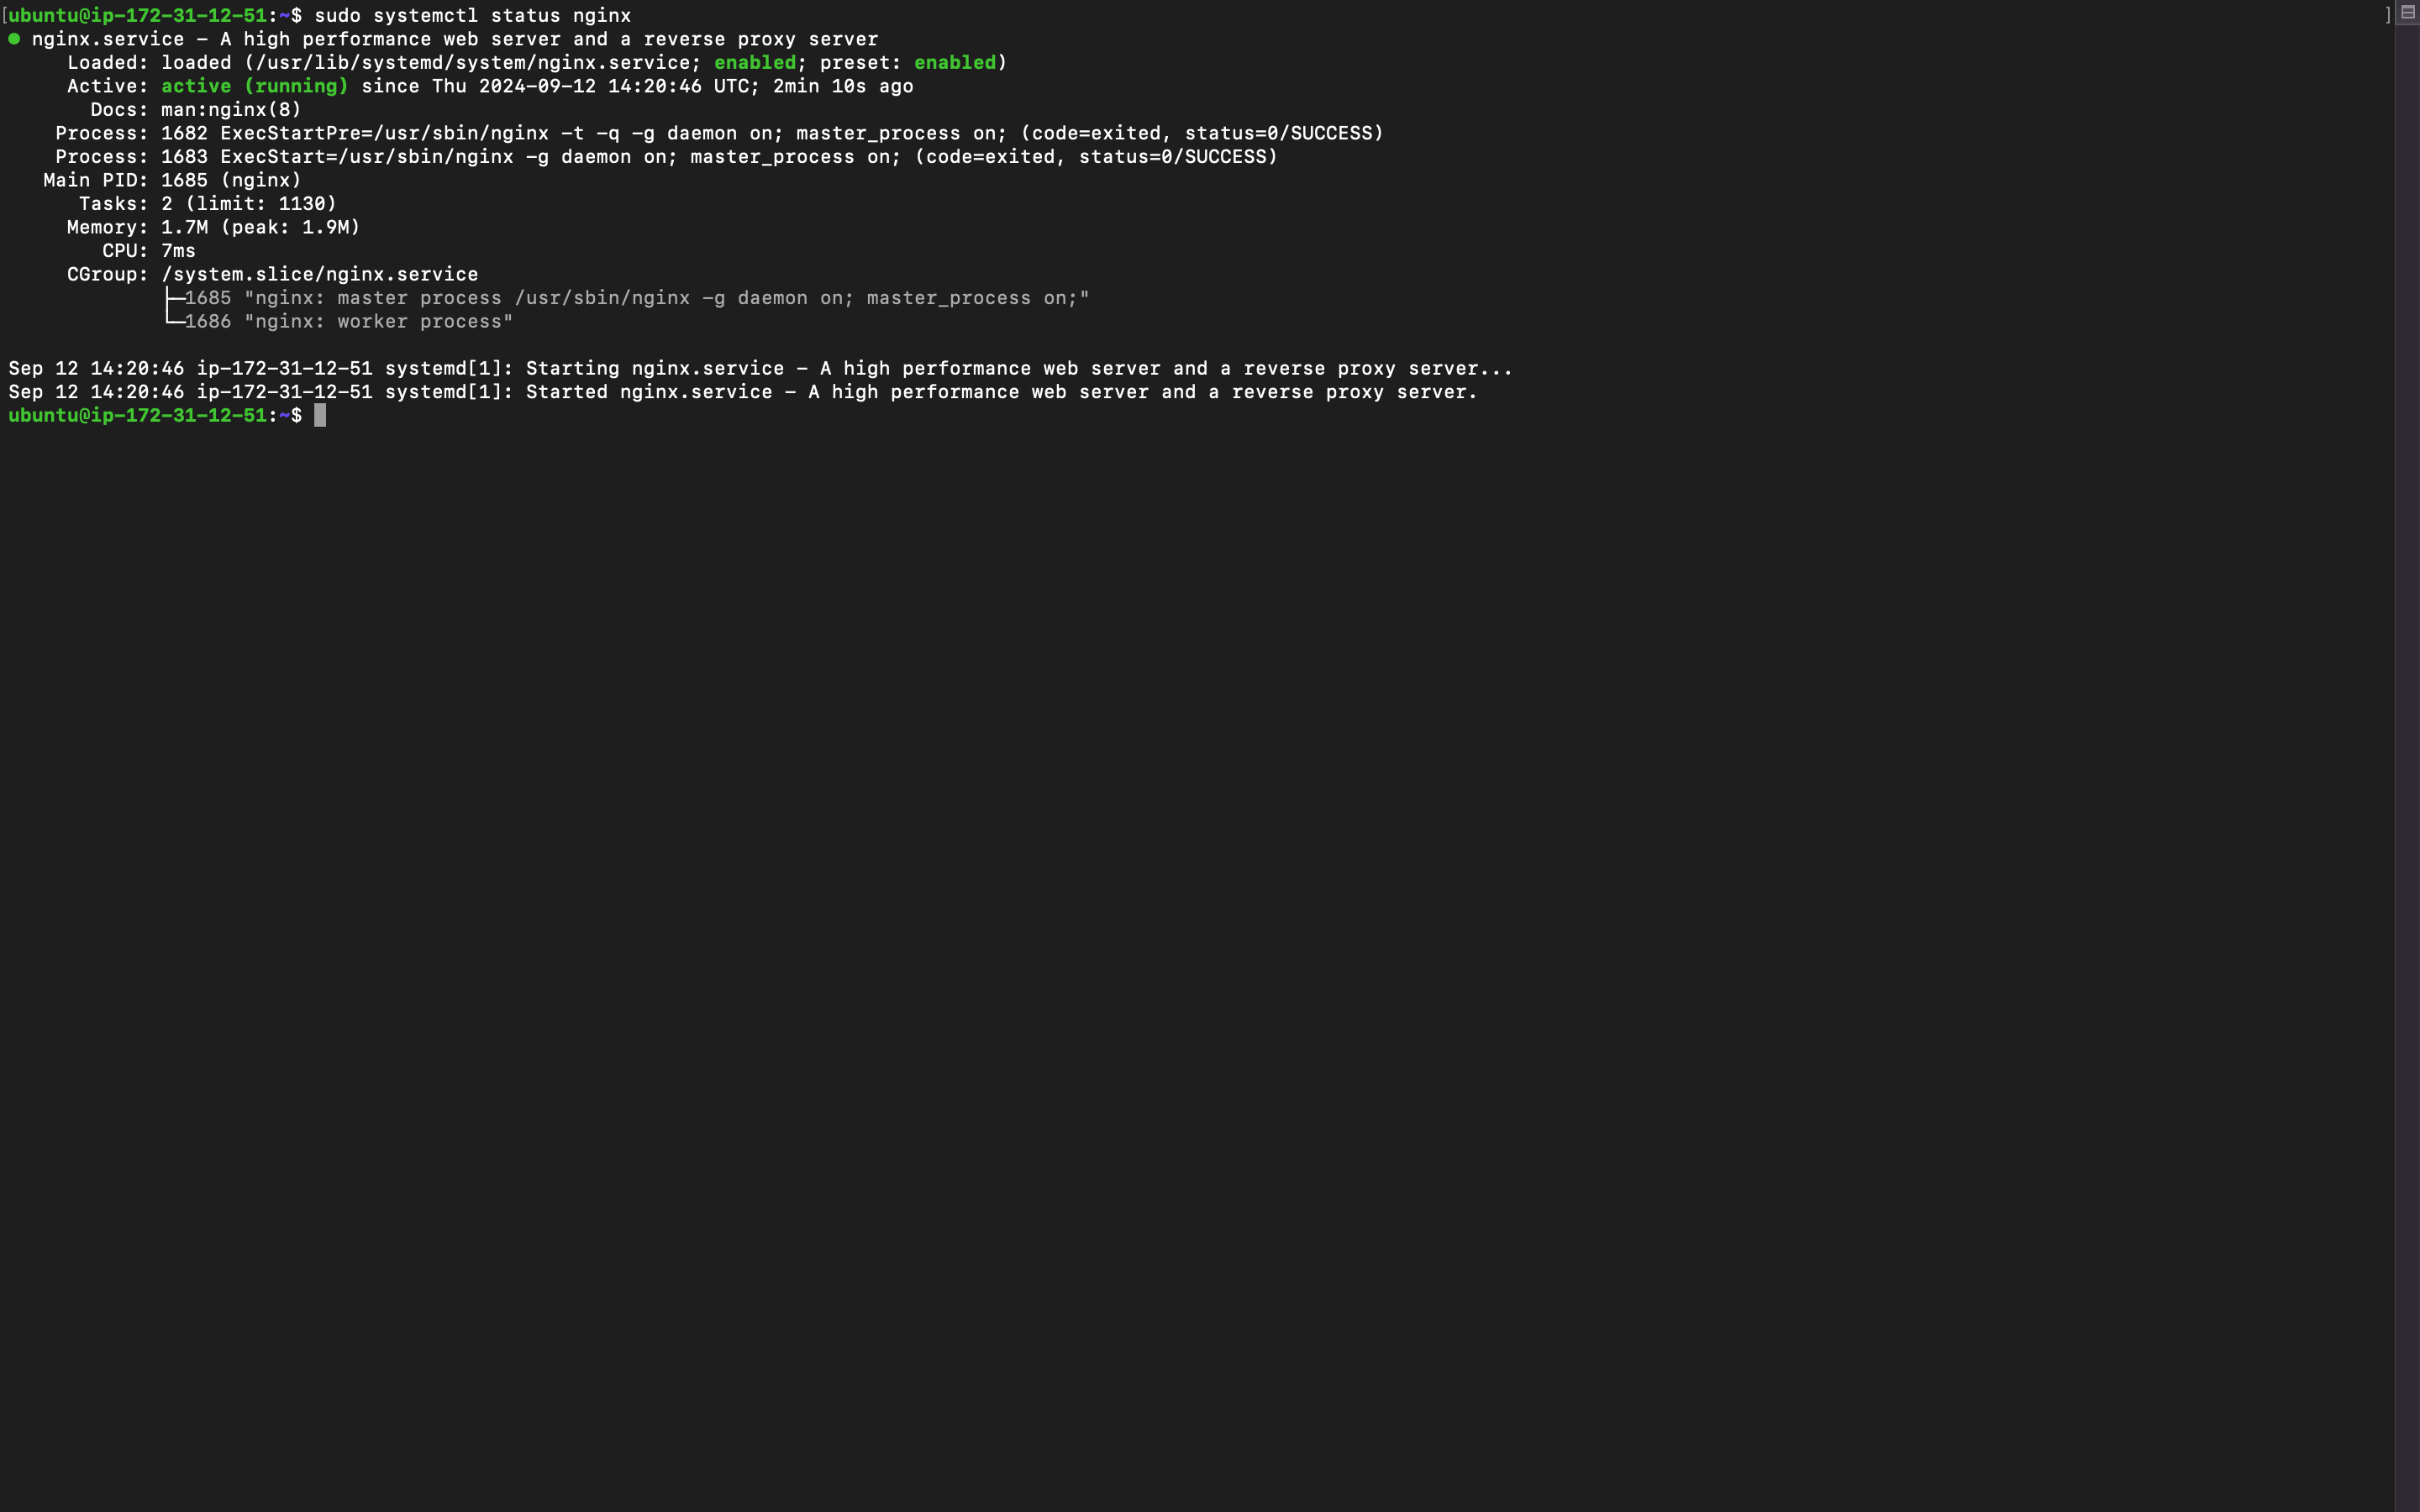 [ubuntu@ip-172-31-12-51:~$ sudo systemctl status nginx ]
● nginx.service – A high performance web server and a reverse proxy server
Loaded: loaded (/usr/lib/systemd/system/nginx.service; enabled; preset: enabled)
Active: active (running) since Thu 2024-09-12 14:20:46 UTC; 2min 10s ago
Docs: man:nginx(8)
Process: 1682 ExecStartPre=/usr/sbin/nginx -t -q -g daemon on; master_process on; (code=exited, status=0/SUCCESS)
Process: 1683 ExecStart=/usr/sbin/nginx -g daemon on; master_process on; (code=exited, status=0/SUCCESS)
Main PID: 1685 (nginx)
Tasks: 2 (limit: 1130)
Memory: 1.7M (peak: 1.9M)
CPU: 7ms
CGroup: /system.slice/nginx.service
├─1685 "nginx: master process /usr/sbin/nginx -g daemon on; master_process on;"
└─1686 "nginx: worker process"
Sep 12 14:20:46 ip-172-31-12-51 systemd[1]: Starting nginx.service – A high performance web server and a reverse proxy server...
Sep 12 14:20:46 ip-172-31-12-51 systemd[1]: Started nginx.service – A high performance web server and a reverse proxy server.
ubuntu@ip-172-31-12-51:~$